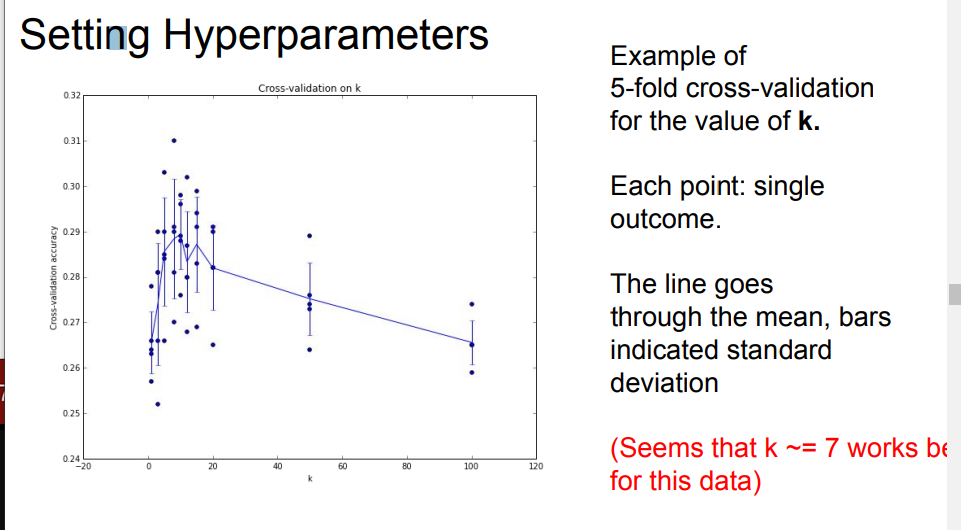 Setting Hyperparameters
Cross-validation on k
0.32
0.31
0.30
0.29
0.28
0.27
0.26
0.25
0.24
Cross-validation accuracy
−20
0
20
40
60
80
100
120
k
Example of
5-fold cross-validation
for the value of k.
Each point: single
outcome.
The line goes
through the mean, bars
indicated standard
deviation
(Seems that k ~= 7 works
for this data)